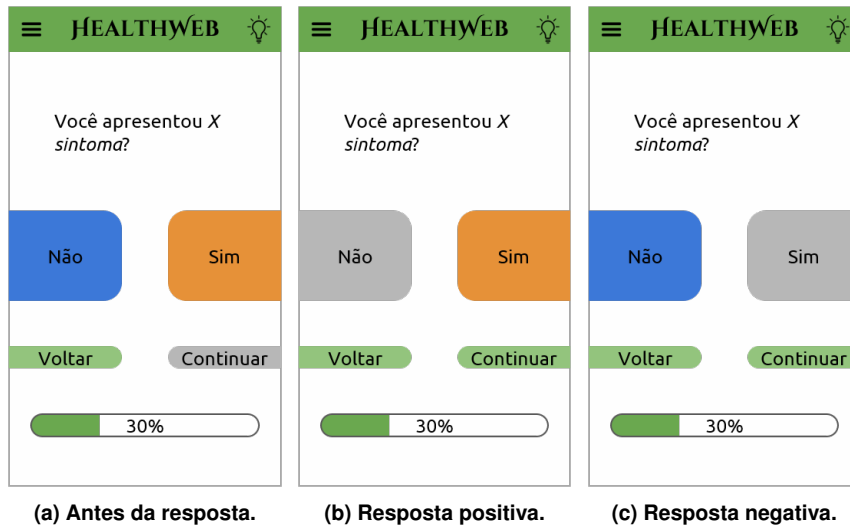 HEALTHWEB
Você apresentou X
sintoma?
Não
Sim
Voltar
Continuar
30%
(a) Antes da resposta.
HEALTHWEB
Você apresentou X
sintoma?
Não
Sim
Voltar
Continuar
30%
(b) Resposta positiva.
HEALTHWEB
Você apresentou X
sintoma?
Não
Sim
Voltar
Continuar
30%
(c) Resposta negativa.